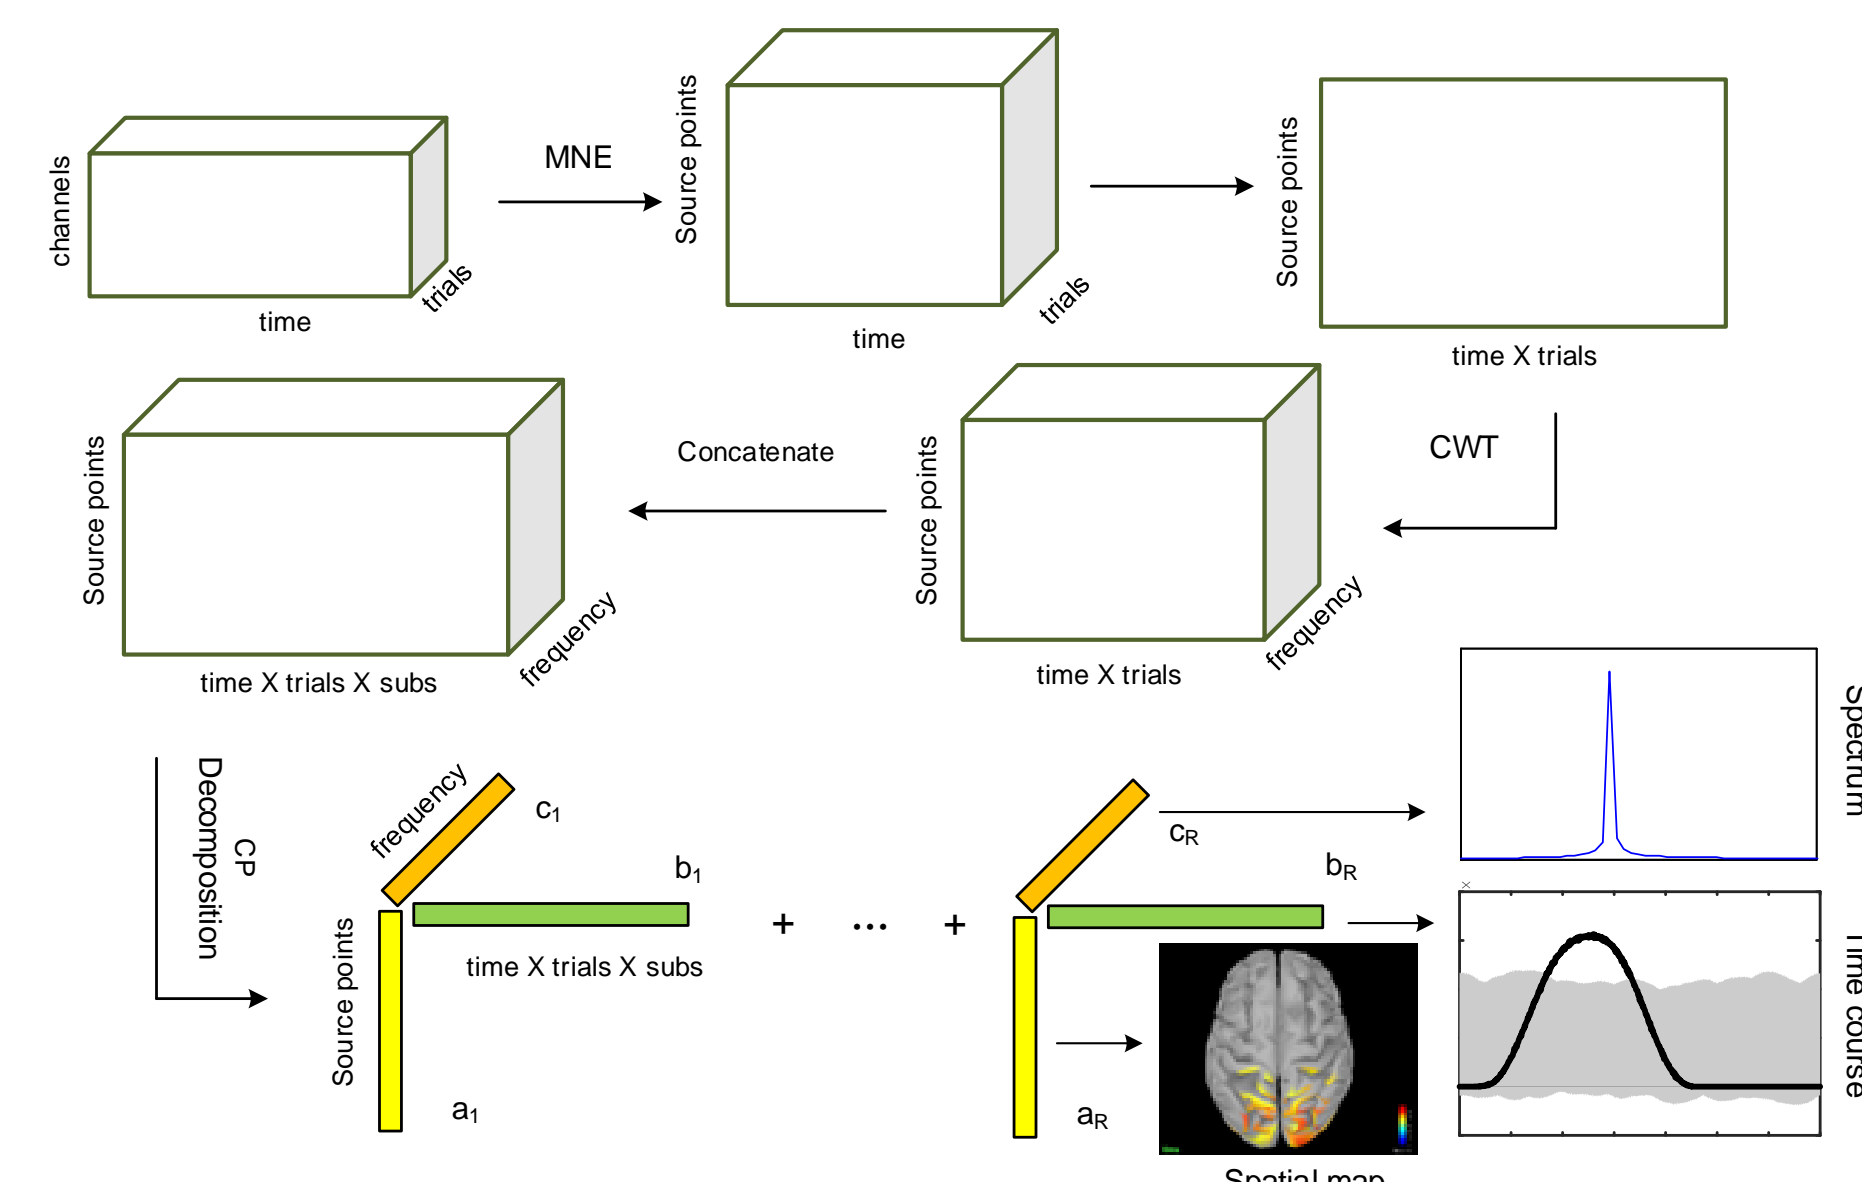 channels
time
trials
MNE
Source points
time
trials
Source points
time X trials
CWT
Source points
time X trials
frequency
Concatenate
Source points
time X trials X subs
frequency
CP
Decomposition
frequency
c1
b1
time X trials X subs
Source points
a1
+
...
+
cR
bR
aR
Spectrum
Time course
Spatial map